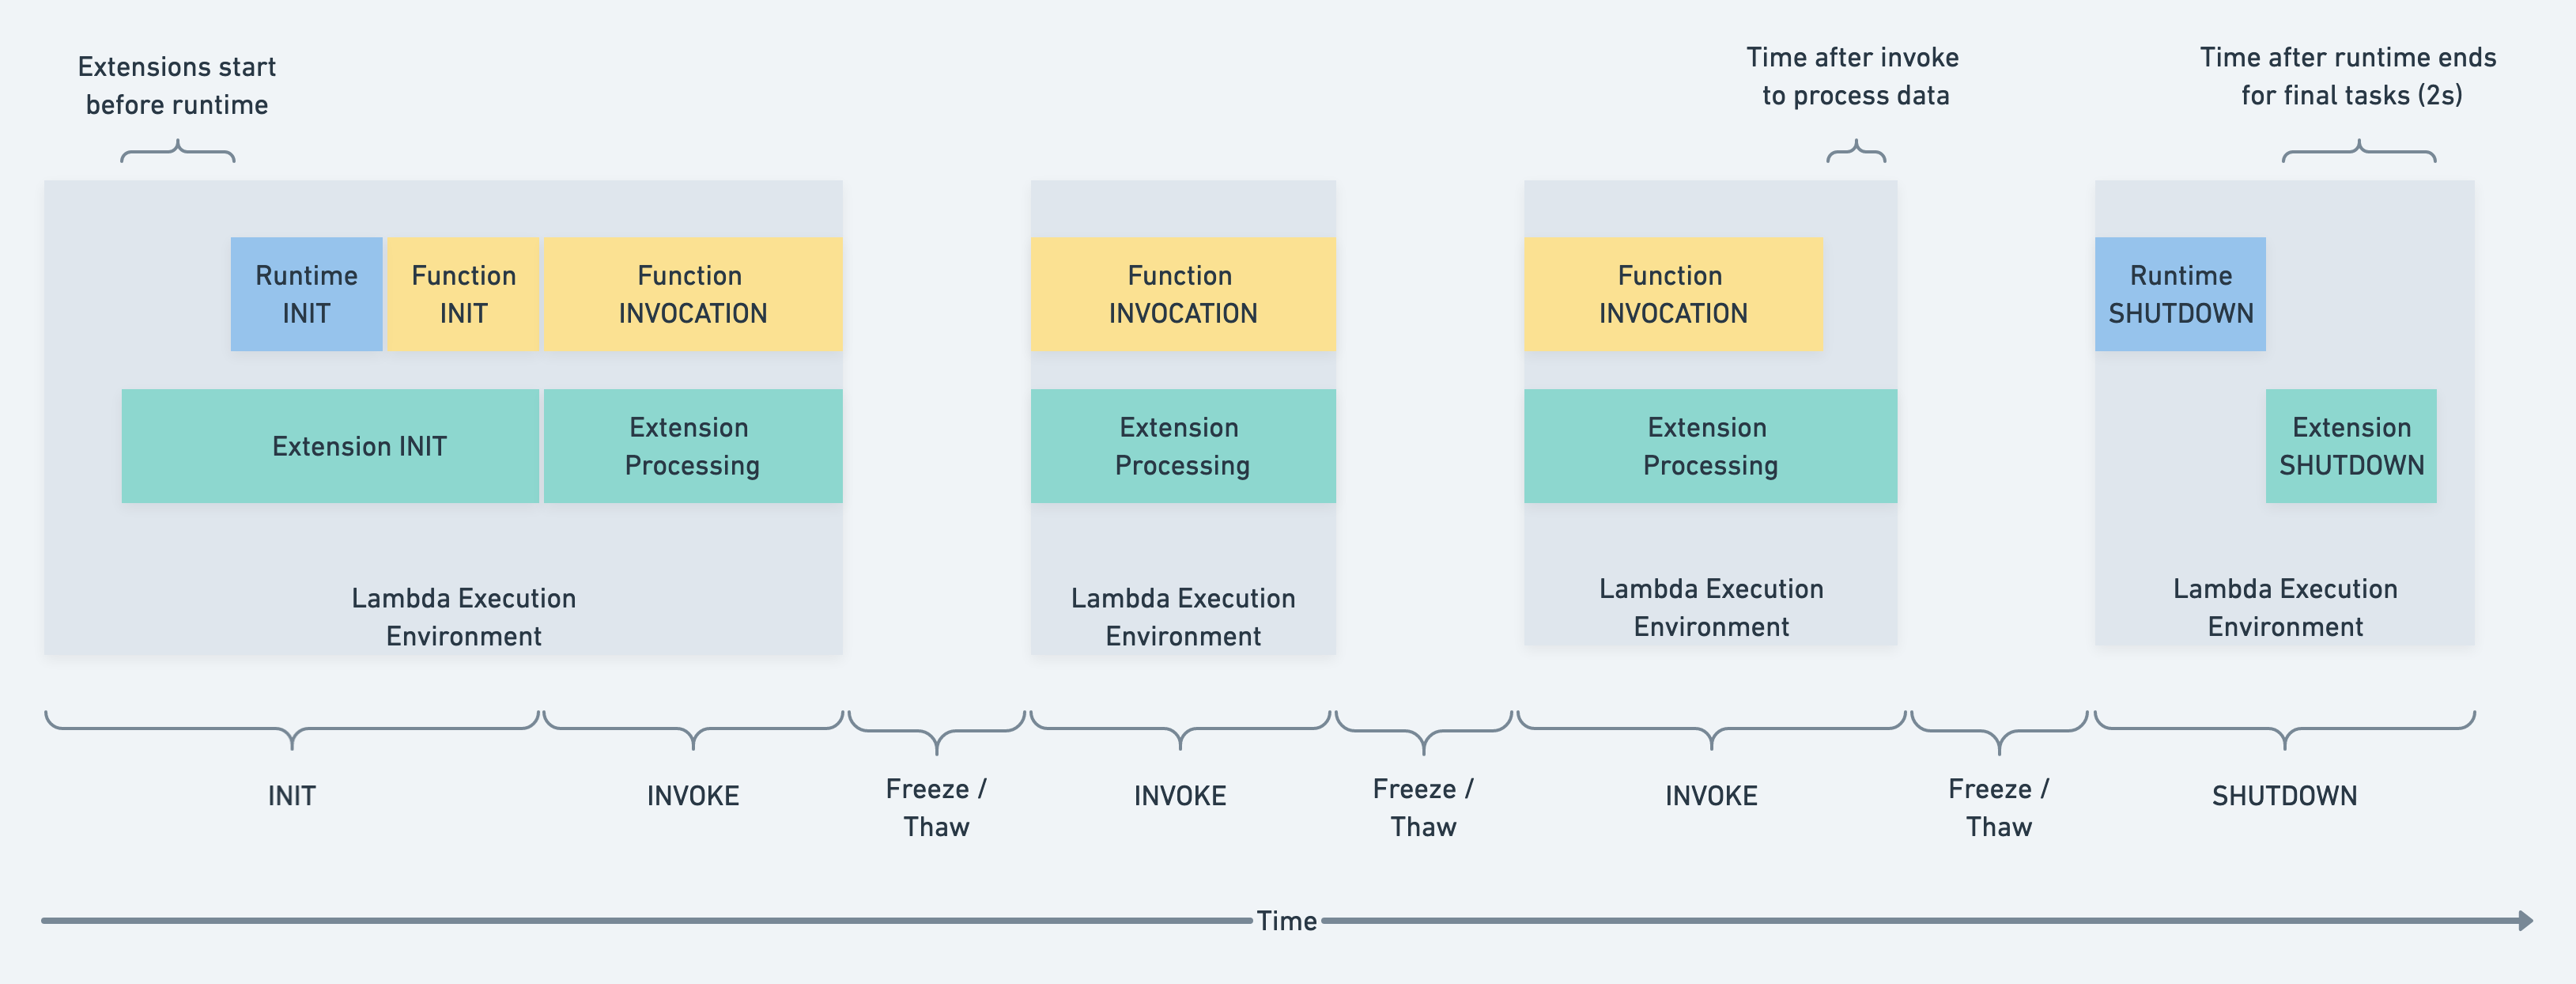 Extensions start
before runtime
Time after invoke
to process data
Time after runtime ends
for final tasks (2s)
Runtime
INIT
Function
INIT
Function
INVOCATION
Function
INVOCATION
Function
INVOCATION
Runtime
SHUTDOWN
Extension INIT
Extension
Processing
Extension
Processing
Extension
Processing
Extension
SHUTDOWN
Lambda Execution
Environment
Lambda Execution
Environment
Lambda Execution
Environment
Lambda Execution
Environment
INIT
INVOKE
Freeze /
Thaw
INVOKE
Freeze /
Thaw
INVOKE
Freeze /
Thaw
SHUTDOWN
Time